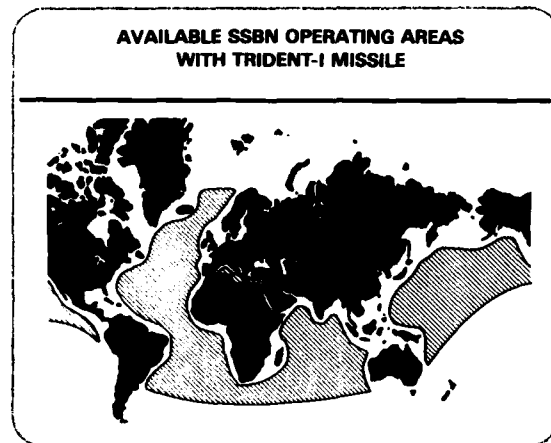 AVAILABLE SSBN OPERATING AREAS
WITH TRIDENT-I MISSILE